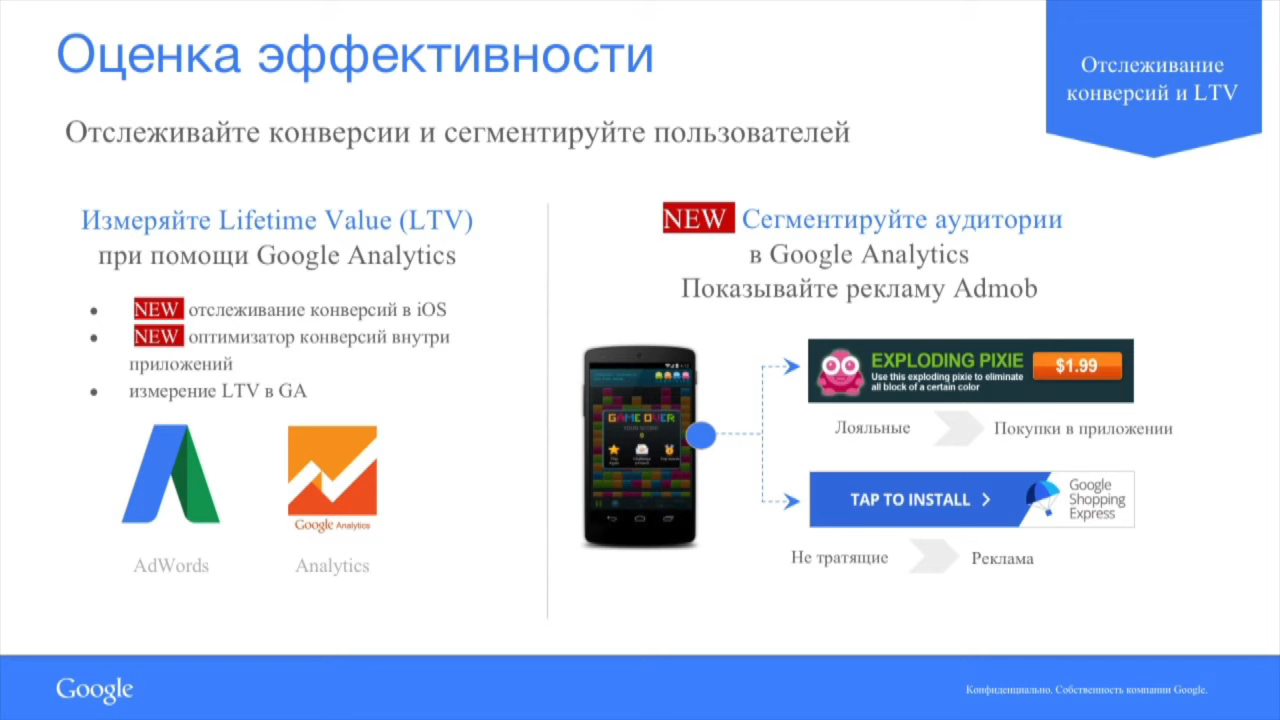 Оценка эффективности
Отслеживание
конверсий и LTV
Отслеживайте конверсии и сегментируйте пользователей
Измеряйте Lifetime Value (LTV)
при помощи Google Analytics
● NEW отслеживание конверсий в iOS
● NEW оптимизатор конверсий внутри
приложений
● измерение LTV в GA
Google Analytics
AdWords
Analytics
NEW Сегментируйте аудитории
в Google Analytics
Показывайте рекламу Admob
GAME OVER
EXPLODING PIXIE
Use this exploding pixie to eliminate
all block of a certain color
$1.99
Лояльные
Покупки в приложении
TAP TO INSTALL
Google
Shopping
Express
Не тратящие
Реклама
Google
Конфиденциально. Собственность компании Google.